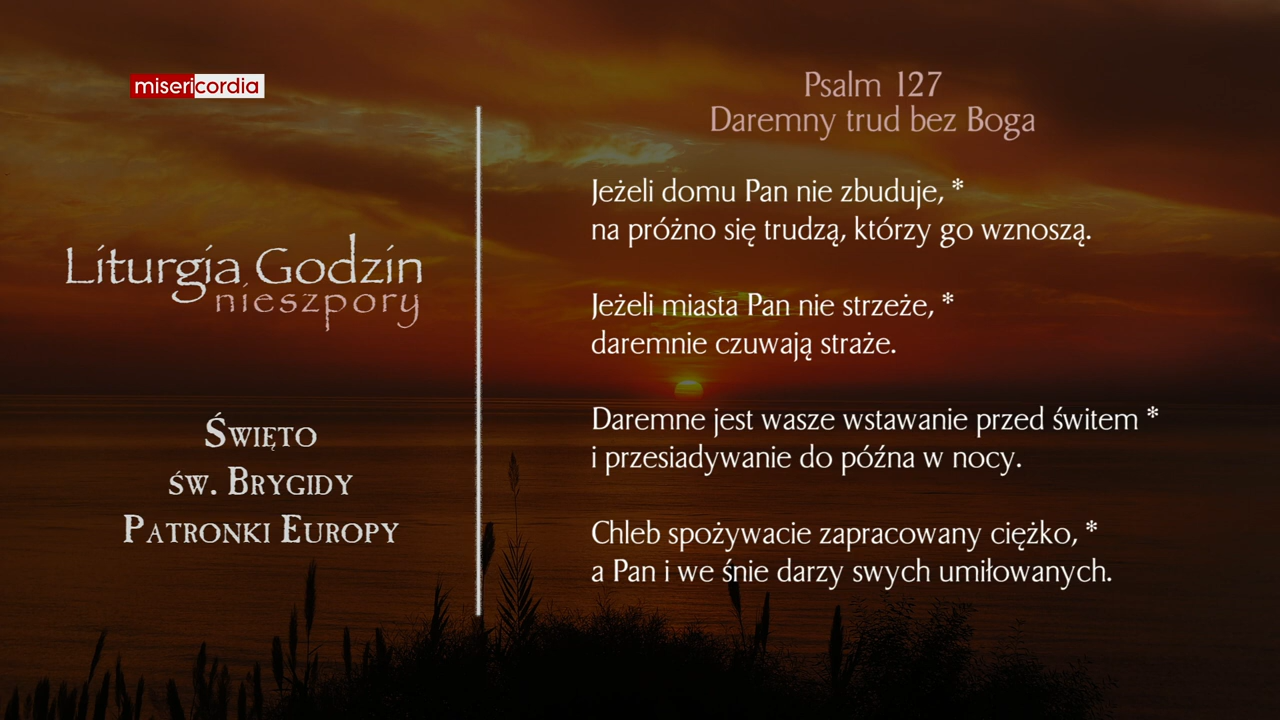 misericordia
Liturgia Godzin
nieszpory
Święto
św. Brygidy
Patronki Europy
Psalm 127
Daremny trud bez Boga
Jeżeli domu Pan nie zbuduje, *
na próżno się trudzą, którzy go wznoszą.
Jeżeli miasta Pan nie strzeże, *
daremnie czuwają straże.
Daremne jest wasze wstawanie przed świtem *
i przesiadywanie do późna w nocy.
Chleb spożywacie zapracowany ciężko, *
a Pan i we śnie darzy swych umiłowanych.